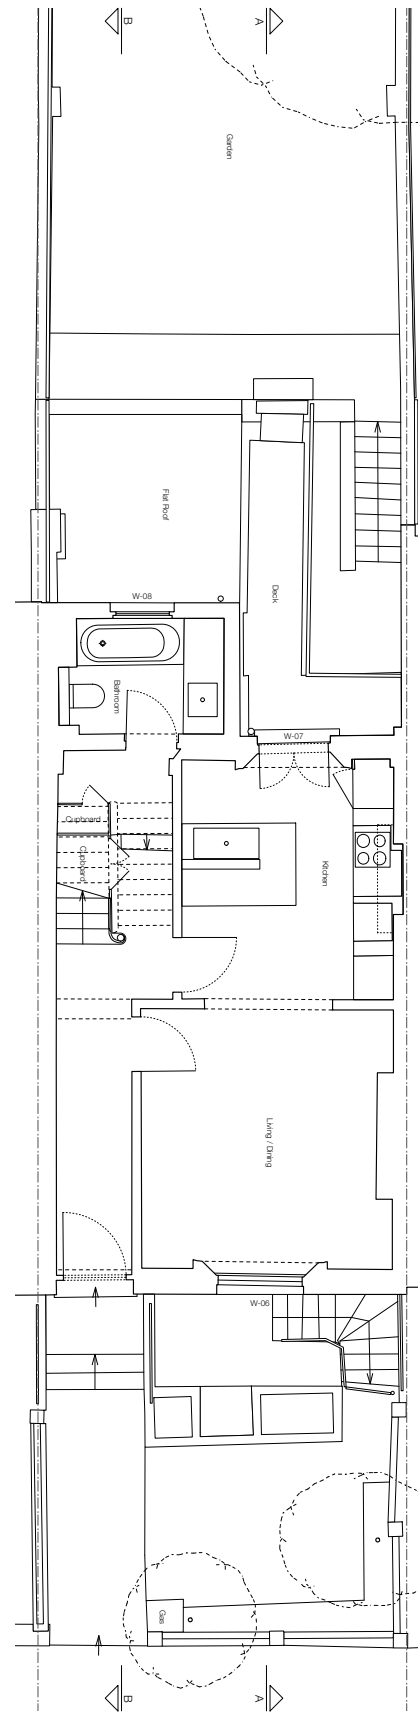 B
A
Garden
Flat Roof
Deck
W-08
Bathroom
W-07
Cupboard
Cupboard
Kitchen
Living / Dining
W-06
Gas
B
A